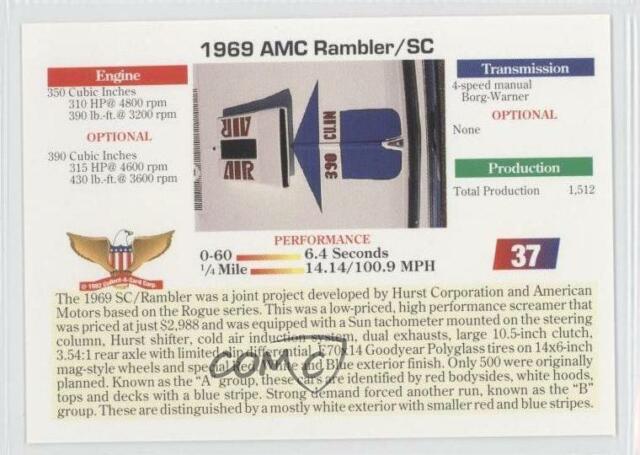 1969 AMC Rambler/SC
Engine
350 Cubic Inches
310 HP@ 4800 rpm
390 lb.-ft.@ 3200 rpm
OPTIONAL
390 Cubic Inches
315 HP@ 4600 rpm
430 lb.-ft.@ 3600 rpm
AIR
AIR
390 CU.IN
Transmission
4-speed manual
Borg-Warner
OPTIONAL
None
Production
Total Production 1,512
PERFORMANCE
0-60 6.4 Seconds
1/4 Mile 14.14/100.9 MPH
37
© 1992 Collect-A-Card Corp.
The 1969 SC/Rambler was a joint project developed by Hurst Corporation and American
Motors based on the Rogue series. This was a low-priced, high performance screamer that
was priced at just $2,988 and was equipped with a Sun tachometer mounted on the steering
column, Hurst shifter, cold air induction system, dual exhausts, large 10.5-inch clutch,
3.54:1 rear axle with limited slip differential, E70x14 Goodyear Polyglass tires on 14x6-inch
mag-style wheels and special Red, White and Blue exterior finish. Only 500 were originally
planned. Known as the “A” group, these cars are identified by red bodysides, white hoods,
tops and decks with a blue stripe. Strong demand forced another run, known as the “B”
group. These are distinguished by a mostly white exterior with smaller red and blue stripes.
COMC